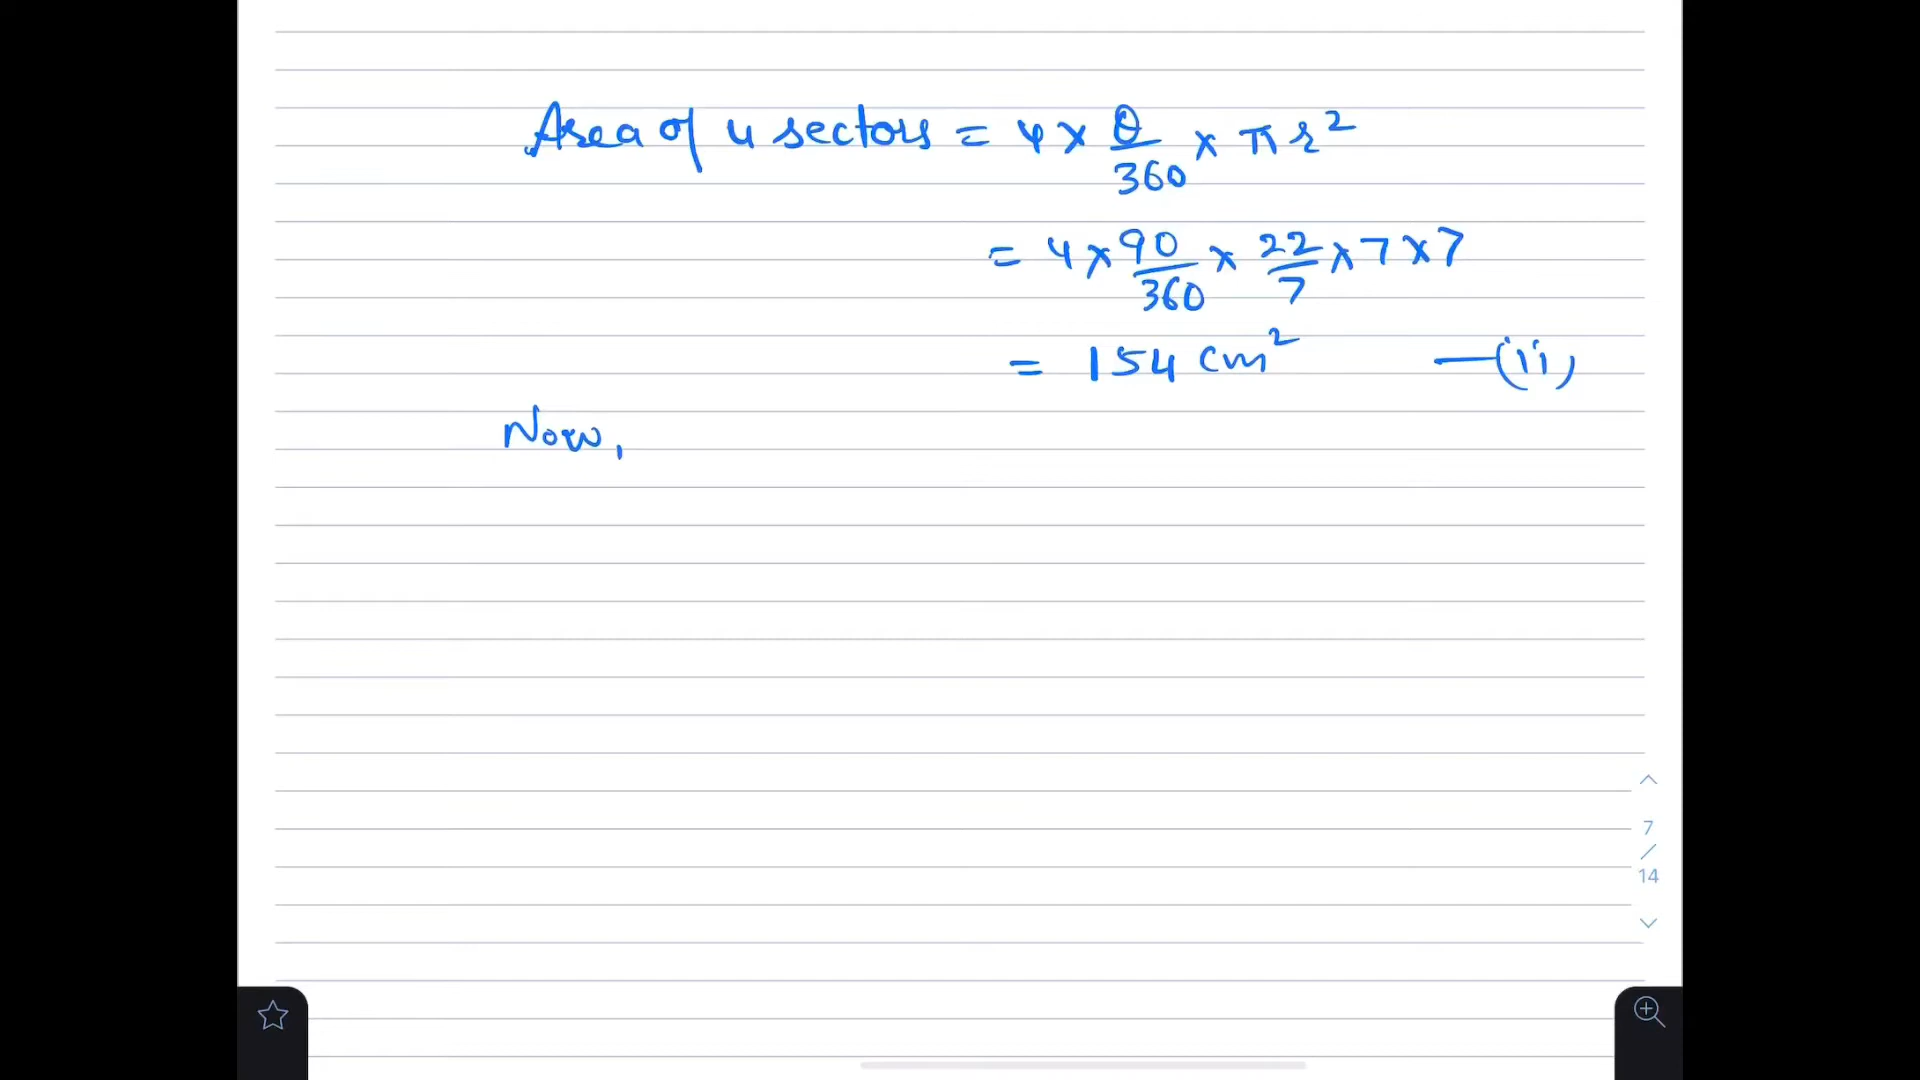 Area of 4 sectors = 4 × θ/360 × πr²
= 4 × 90/360 × 22/7 × 7 × 7
= 154 cm² —(ii)
Now,
7
/
14